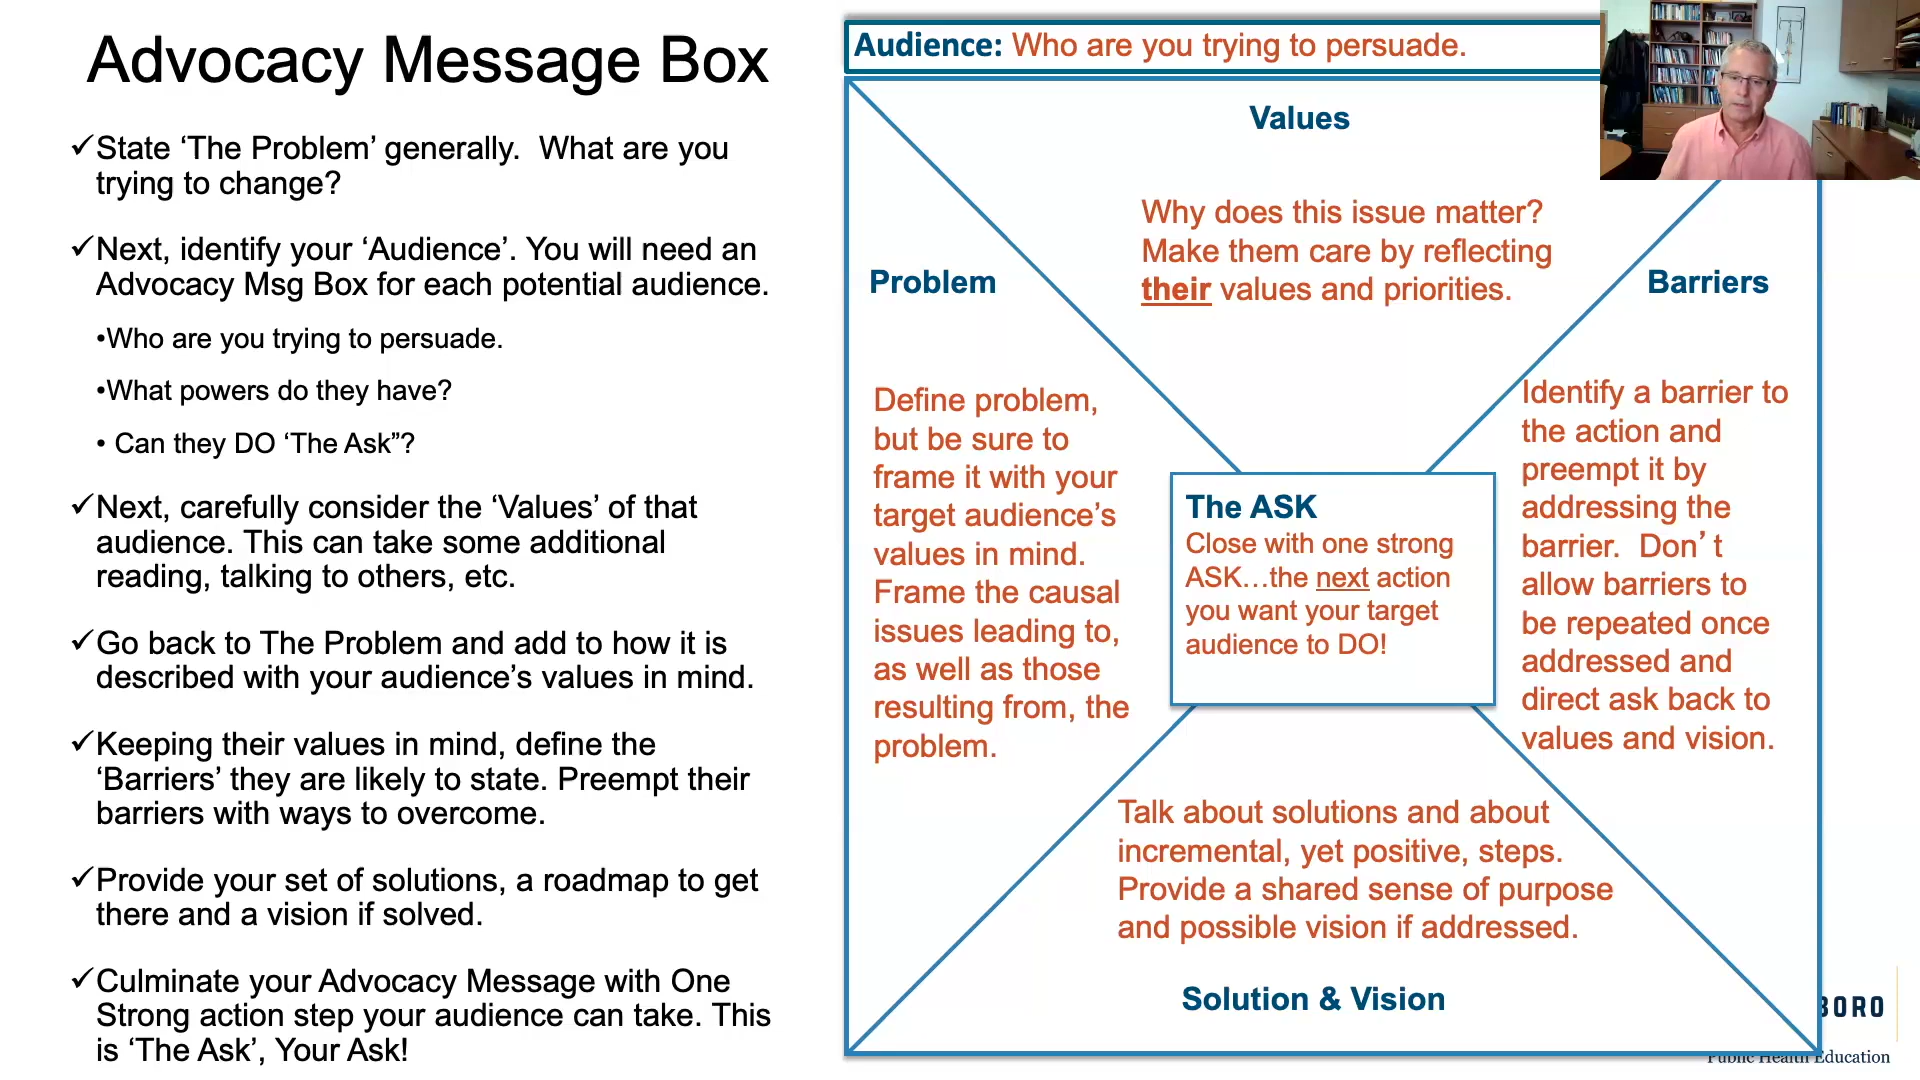 Advocacy Message Box
✓State ‘The Problem’ generally.  What are you
trying to change?
✓Next, identify your ‘Audience’. You will need an
Advocacy Msg Box for each potential audience.
•Who are you trying to persuade.
•What powers do they have?
• Can they DO ‘The Ask”?
✓Next, carefully consider the ‘Values’ of that
audience. This can take some additional
reading, talking to others, etc.
✓Go back to The Problem and add to how it is
described with your audience’s values in mind.
✓Keeping their values in mind, define the
‘Barriers’ they are likely to state. Preempt their
barriers with ways to overcome.
✓Provide your set of solutions, a roadmap to get
there and a vision if solved.
✓Culminate your Advocacy Message with One
Strong action step your audience can take. This
is ‘The Ask’, Your Ask!
Audience: Who are you trying to persuade.
Values
Why does this issue matter?
Make them care by reflecting
their values and priorities.
Problem
Define problem,
but be sure to
frame it with your
target audience’s
values in mind.
Frame the causal
issues leading to,
as well as those
resulting from, the
problem.
The ASK
Close with one strong
ASK…the next action
you want your target
audience to DO!
Barriers
Identify a barrier to
the action and
preempt it by
addressing the
barrier.  Don’t
allow barriers to
be repeated once
addressed and
direct ask back to
values and vision.
Talk about solutions and about
incremental, yet positive, steps.
Provide a shared sense of purpose
and possible vision if addressed.
Solution & Vision
BORO
Public Health Education